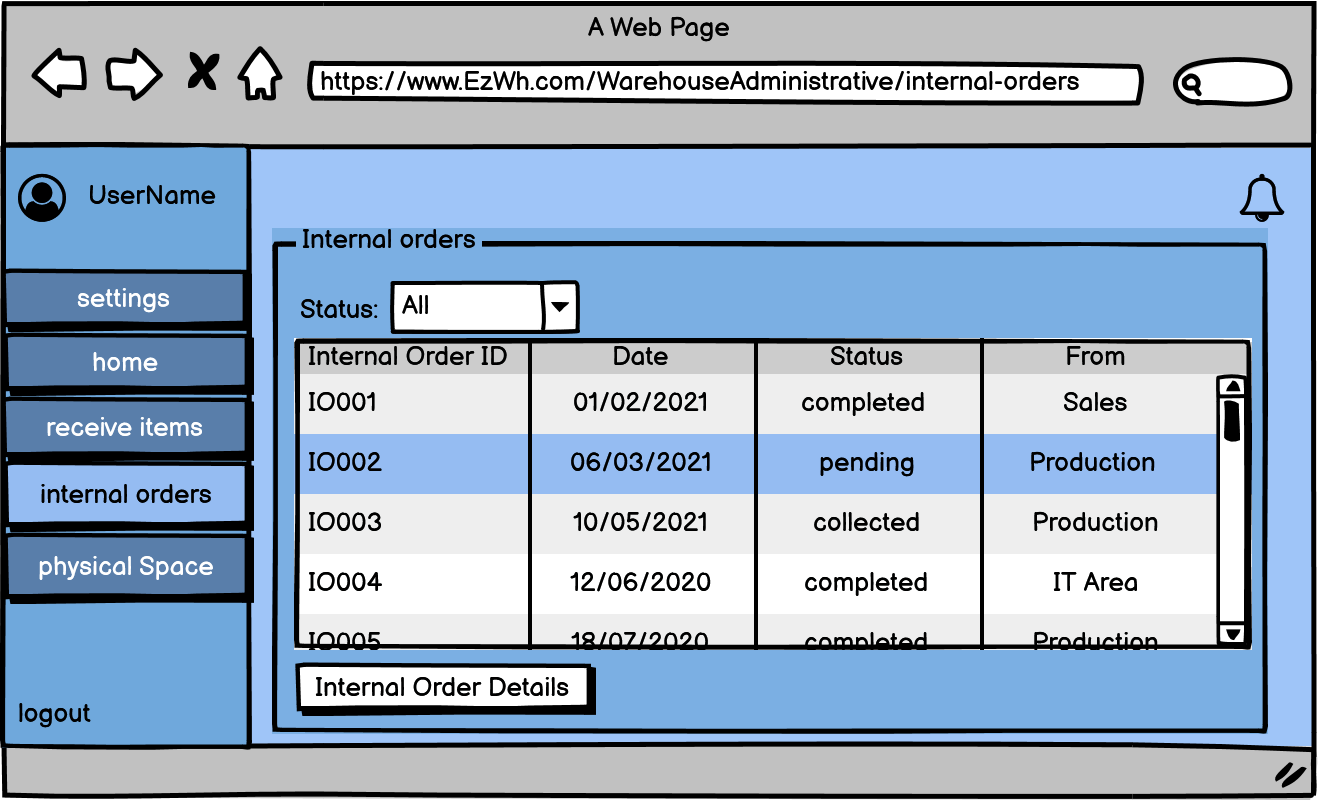 A Web Page
https://www.EzWh.com/WarehouseAdministrative/internal-orders
UserName
settings
home
receive items
internal orders
physical Space
logout
Internal orders
Status: All
Internal Order ID Date Status From
IO001 01/02/2021 completed Sales
IO002 06/03/2021 pending Production
IO003 10/05/2021 collected Production
IO004 12/06/2020 completed IT Area
IO005 18/07/2020 completed Production
Internal Order Details